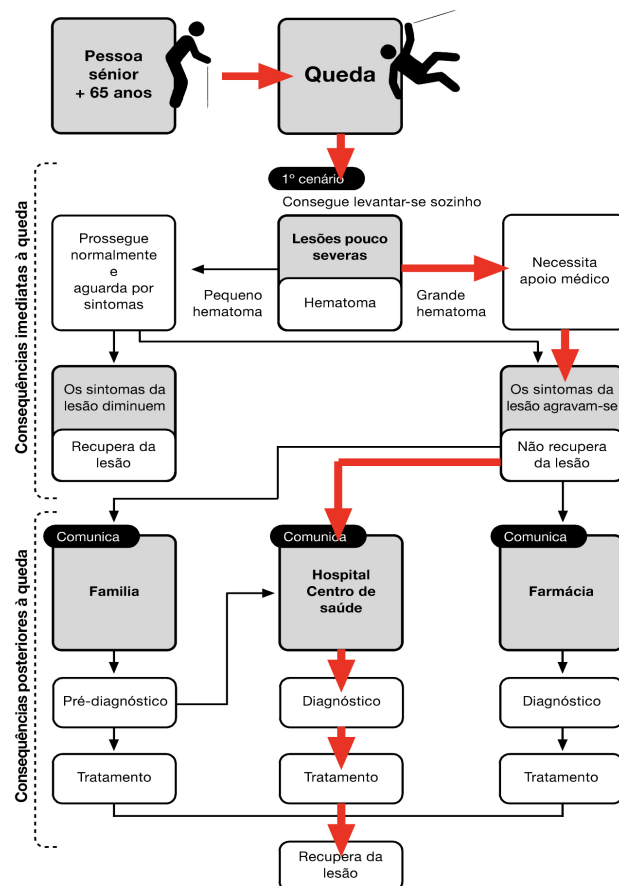 Pessoa
sénior
+ 65 anos
Queda
1º cenário
Consegue levantar-se sozinho
Consequências imediatas à queda
Prossegue
normalmente
e
aguarda por
sintomas
Pequeno
hematoma
Lesões pouco
severas
Hematoma
Grande
hematoma
Necessita
apoio médico
Os sintomas da
lesão diminuem
Recupera da
lesão
Os sintomas da
lesão agravam-se
Não recupera
da lesão
Consequências posteriores à queda
Comunica
Familia
Comunica
Hospital
Centro de
saúde
Comunica
Farmácia
Pré-diagnóstico
Diagnóstico
Diagnóstico
Tratamento
Tratamento
Tratamento
Recupera da
lesão